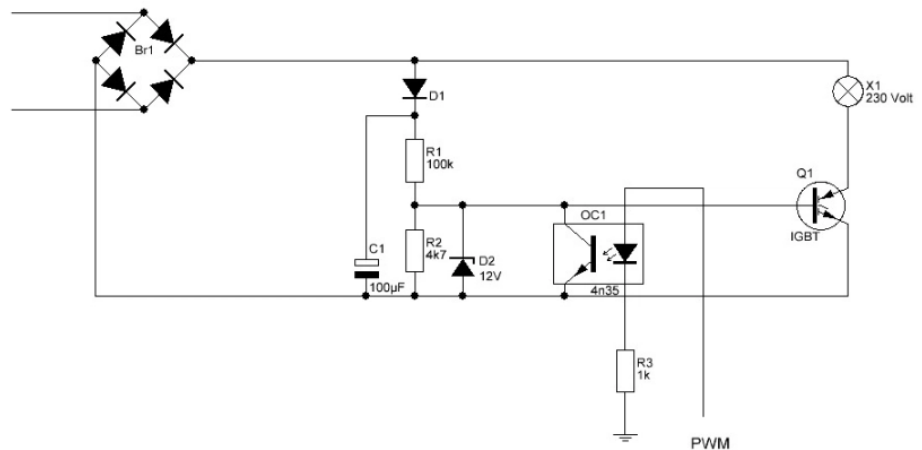 Br1
D1
X1
230 Volt
R1
100k
Q1
OC1
IGBT
C1
100µF
R2
4k7
D2
12V
4n35
R3
1k
PWM